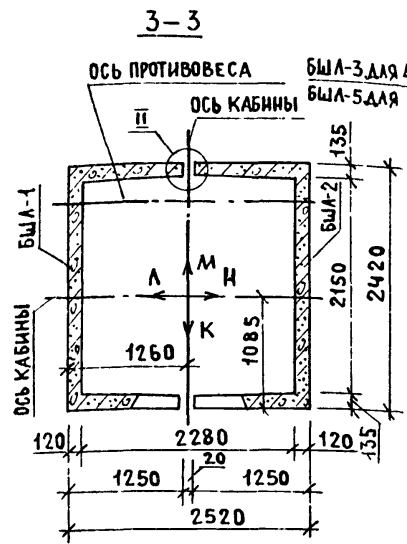 3-3
ОСЬ ПРОТИВОВЕСА
БШЛ-3 ДЛЯ
БШЛ-5 ДЛЯ
ОСЬ КАБИНЫ
II
135
БШЛ-1
БШЛ-2
М
Л
Н
К
2150
2420
1085
ОСЬ КАБИНЫ
1260
120
2280
120
135
20
1250
1250
2520